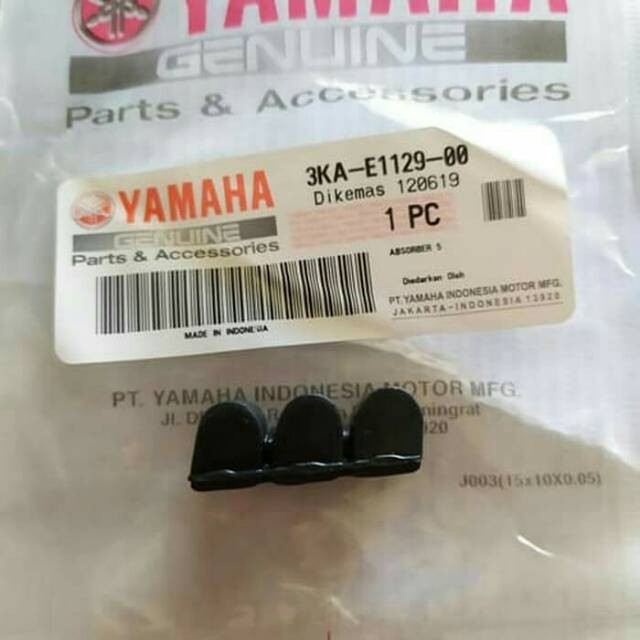 YAMAHA
GENUINE
Parts & Accessories
YAMAHA
GENUINE
Parts & Accessories
3KA-E1129-00
Dikemas 120619
1 PC
ABSORBER 5
Diedarkan Oleh
PT. YAMAHA INDONESIA MOTOR MFG.
JAKARTA-INDONESIA 13920
MADE IN INDONESIA
PT. YAMAHA INDONESIA MOTOR MFG.
Jl.
J003(15x10X0.05)